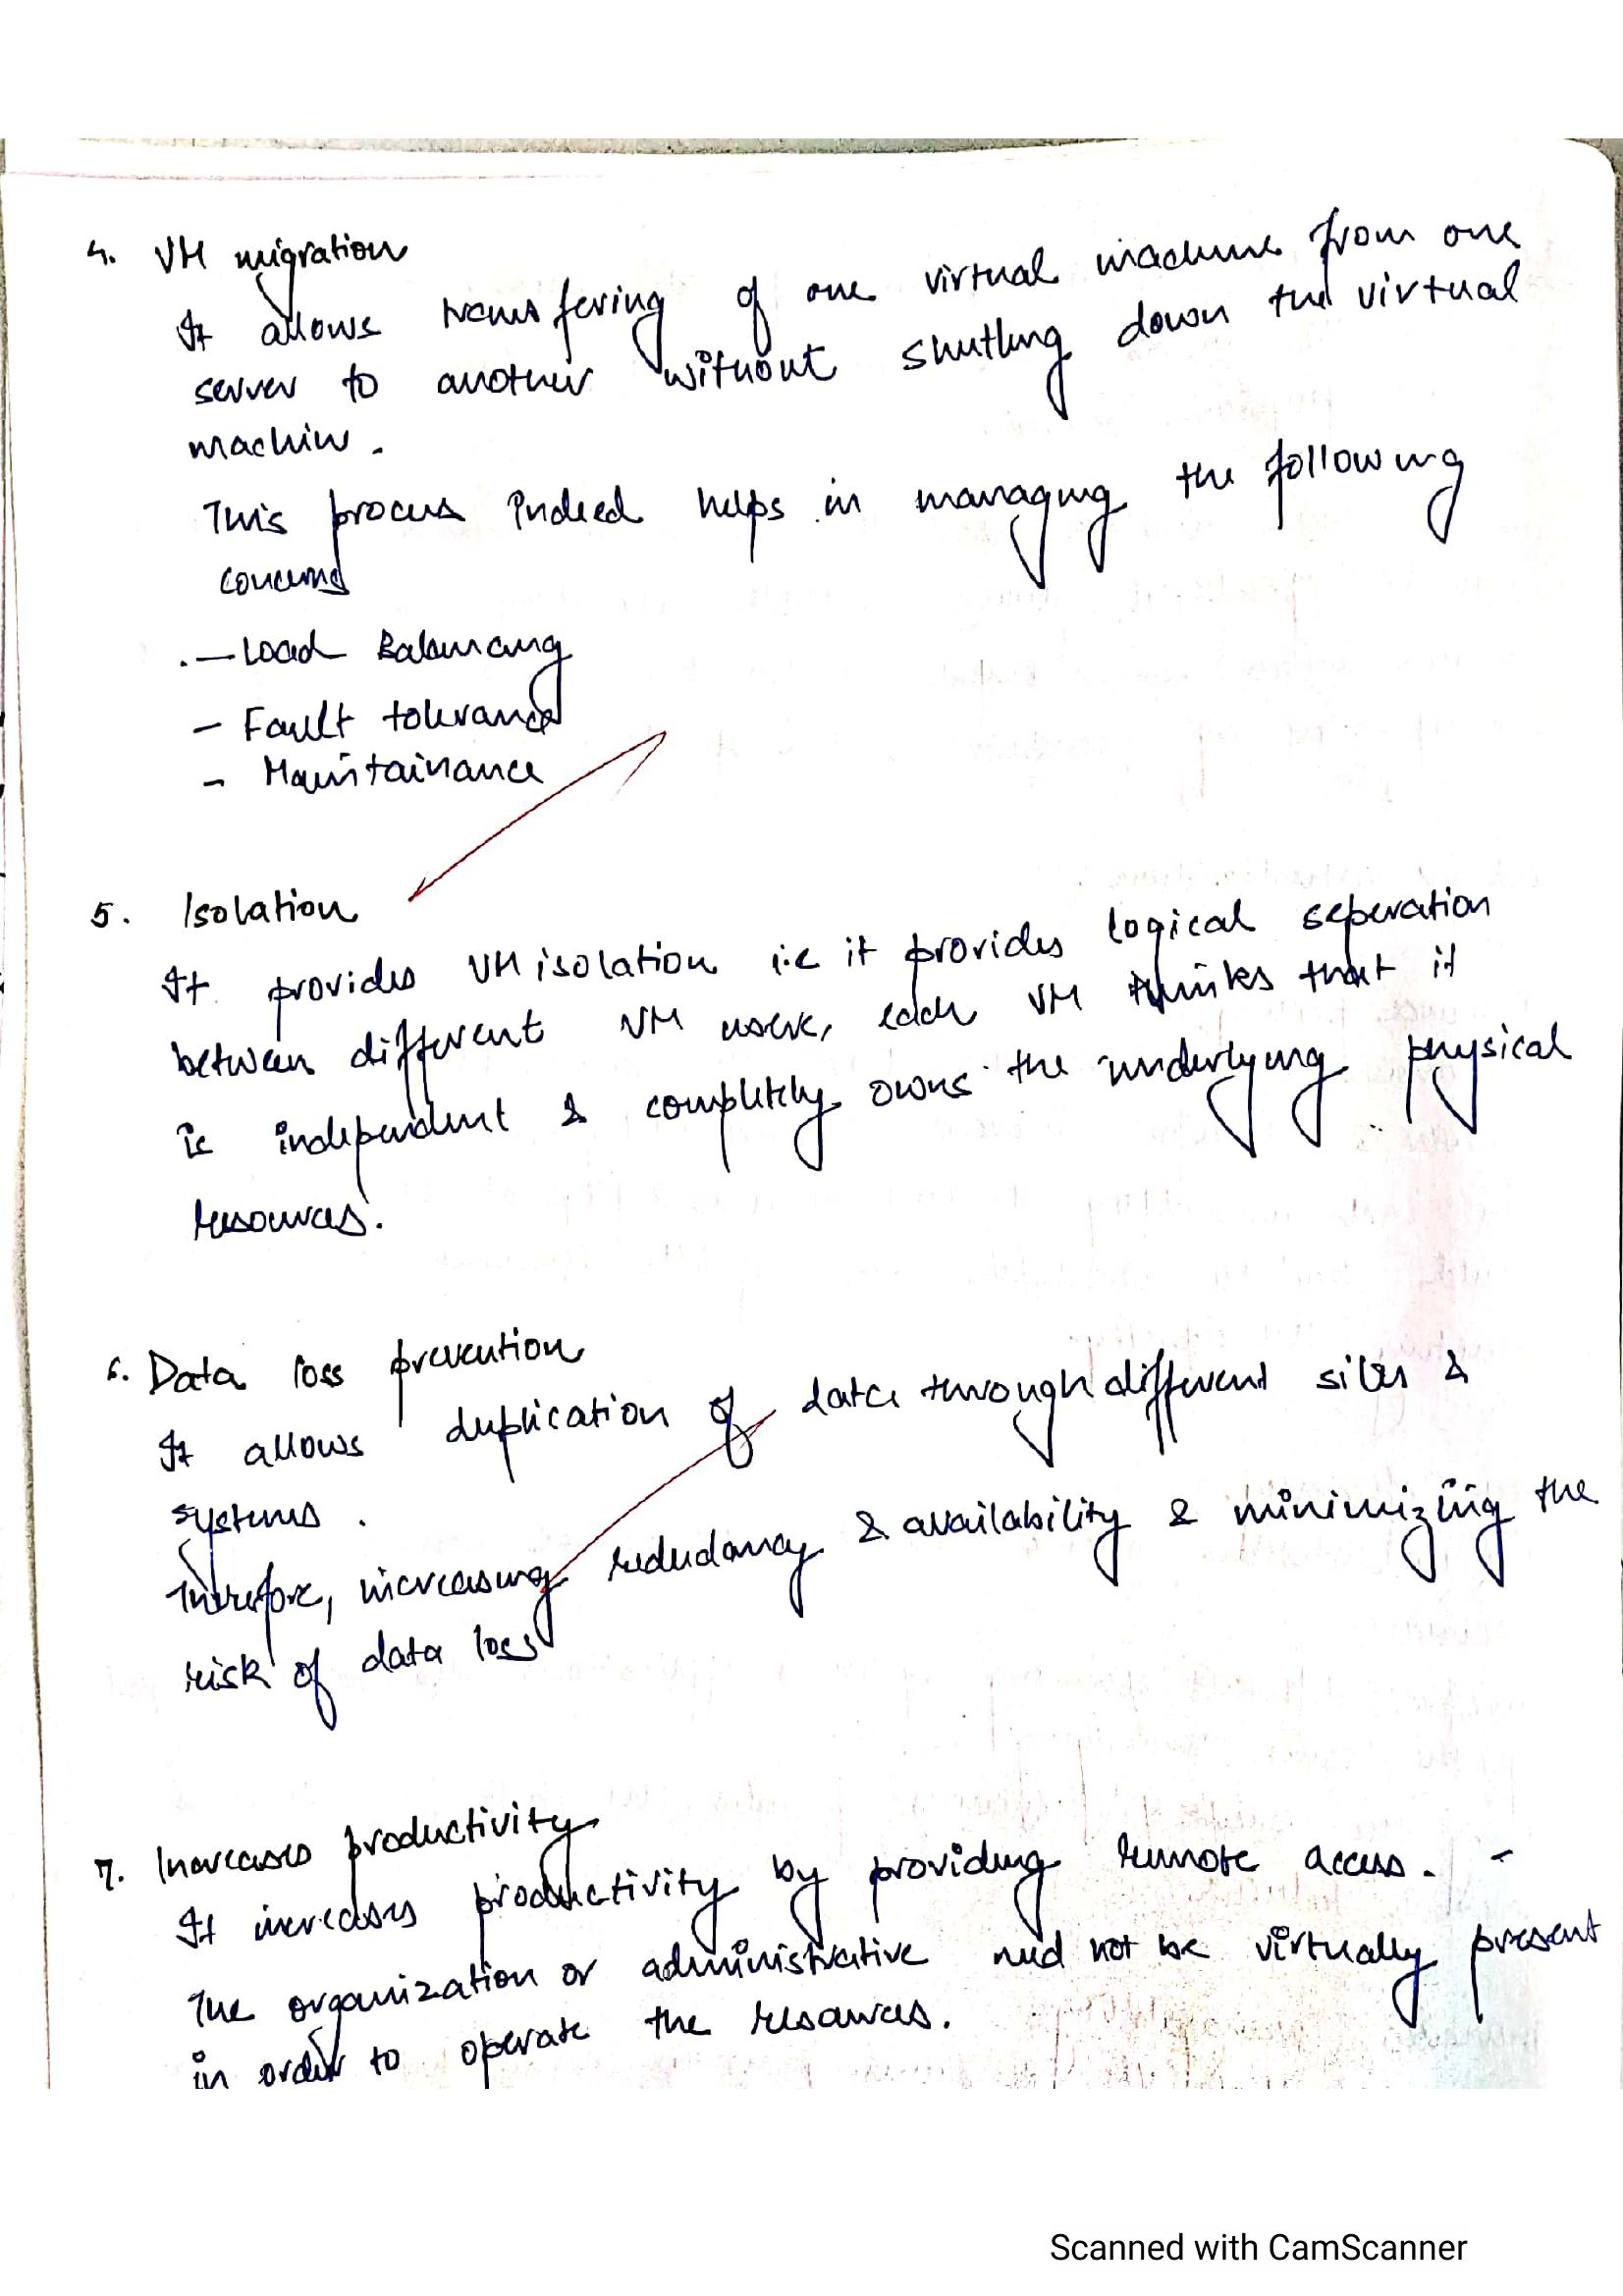 4. VM migration
It allows transfering of one virtual machine from one
server to another without shutting down the virtual
machine.
This process indeed helps in managing the following
concerns
- Load Balancing
- Fault tolerance
- Maintainance
5. Isolation
It provides VM isolation i.e it provides logical seperation
between different VM users, each VM thinks that it
is independent & completely owns the underlying physical
resources.
6. Data loss prevention
It allows duplication of data through different sites &
systems.
Therefore, increasing redudancy & availability & minimizing the
risk of data loss
7. Increases productivity
It increases productivity by providing remote access. -
The organization or administrative need not be virtually present
in order to operate the resources.
Scanned with CamScanner